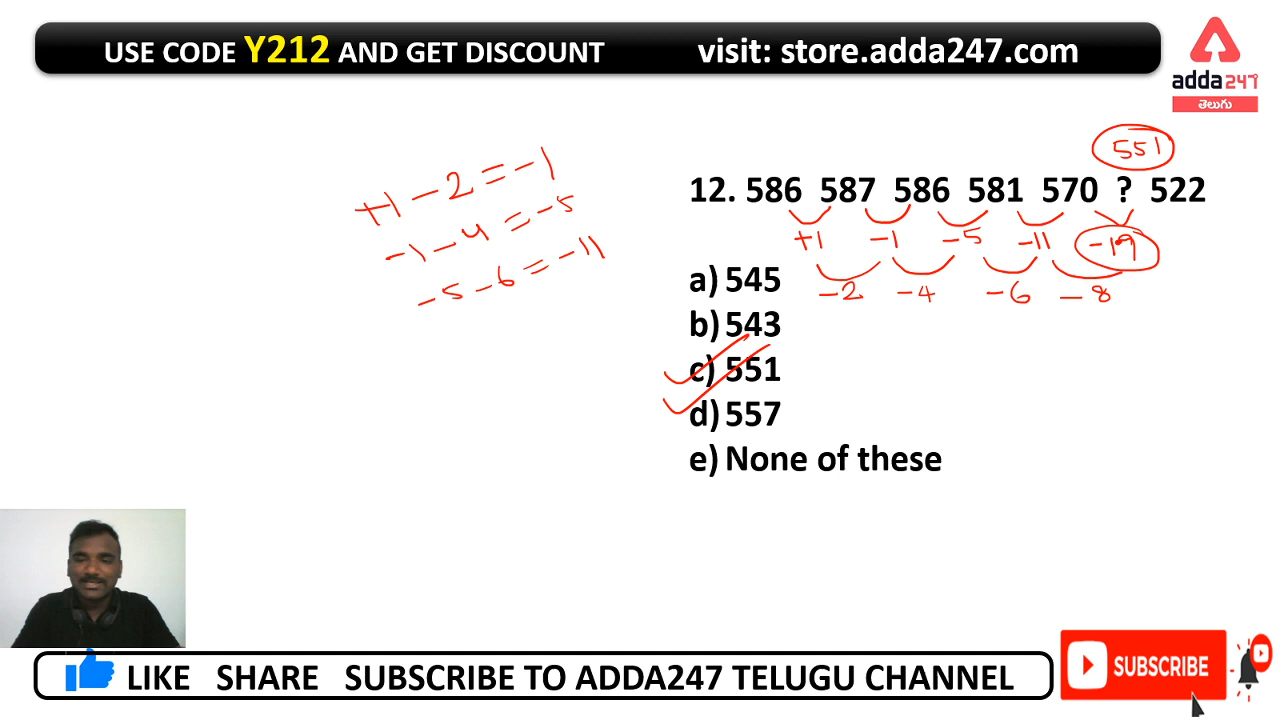 USE CODE Y212 AND GET DISCOUNT visit: store.adda247.com
adda247
తెలుగు
551
12. 586 587 586 581 570 ? 522
+1 -1 -5 -11 -19
-2 -4 -6 -8
+1 - 2 = -1
-1 - 4 = -5
-5 - 6 = -11
a) 545
b) 543
c) 551
d) 557
e) None of these
LIKE SHARE SUBSCRIBE TO ADDA247 TELUGU CHANNEL
SUBSCRIBE